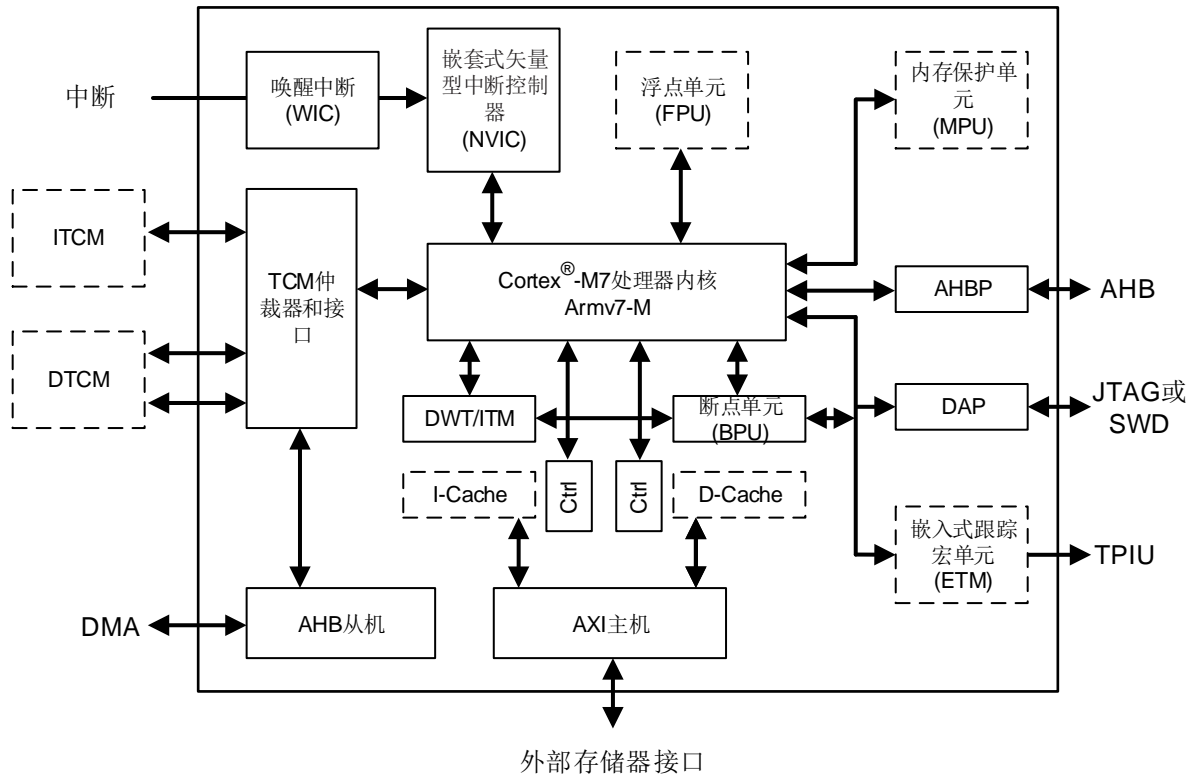 中断
唤醒中断
(WIC)
嵌套式矢量
型中断控制
器
(NVIC)
浮点单元
(FPU)
内存保护单
元
(MPU)
ITCM
DTCM
TCM仲
裁器和接
口
Cortex®-M7处理器内核
Armv7-M
AHBP
AHB
DWT/ITM
断点单元
(BPU)
DAP
JTAG或
SWD
I-Cache
Ctrl
Ctrl
D-Cache
嵌入式跟踪
宏单元
(ETM)
TPIU
DMA
AHB从机
AXI主机
外部存储器接口